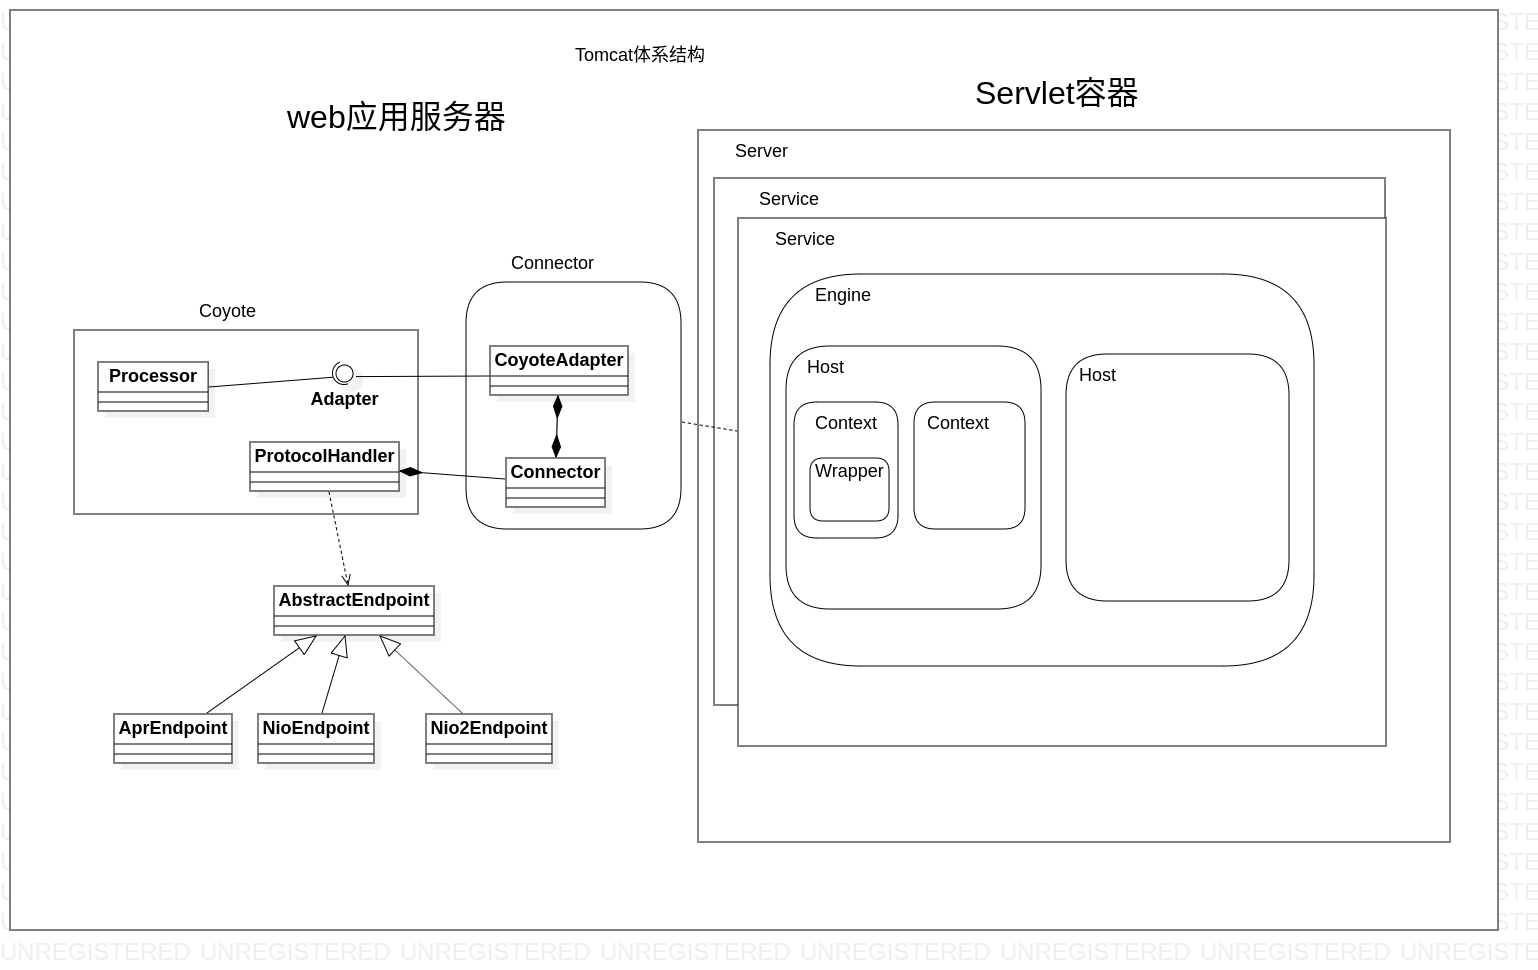 Tomcat体系结构
web应用服务器
Servlet容器
Server
Service
Service
Engine
Host
Host
Context
Context
Wrapper
Connector
CoyoteAdapter
Connector
Coyote
Processor
Adapter
ProtocolHandler
AbstractEndpoint
AprEndpoint
NioEndpoint
Nio2Endpoint
UNREGISTERED UNREGISTERED UNREGISTERED UNREGISTERED UNREGISTERED UNREGISTERED UNREGISTERED UNREGISTE